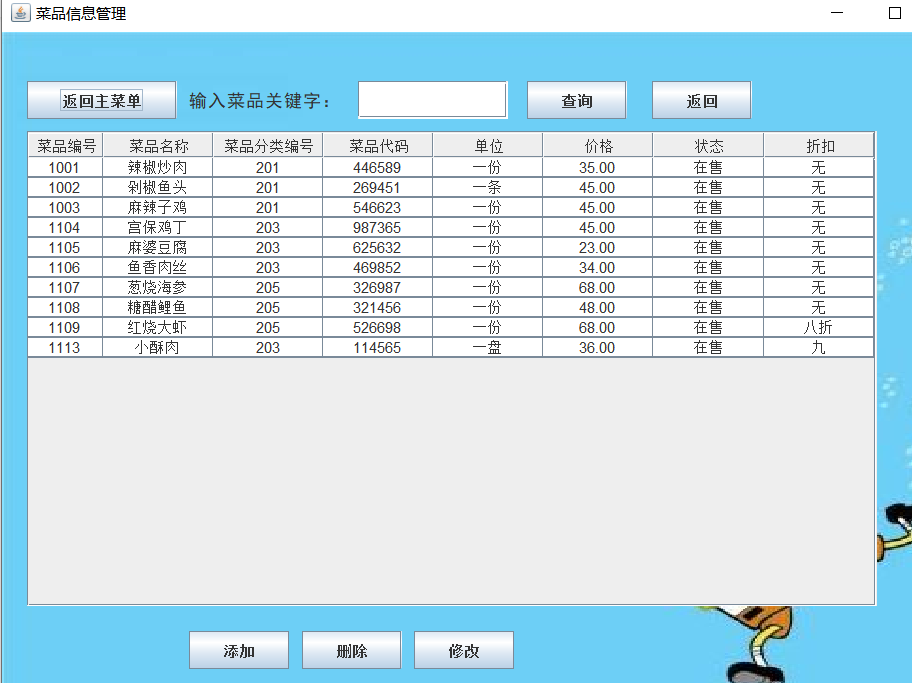 菜品信息管理
返回主菜单 输入菜品关键字： 查询 返回
菜品编号 菜品名称 菜品分类编号 菜品代码 单位 价格 状态 折扣
1001 辣椒炒肉 201 446589 一份 35.00 在售 无
1002 剁椒鱼头 201 269451 一条 45.00 在售 无
1003 麻辣子鸡 201 546623 一份 45.00 在售 无
1104 宫保鸡丁 203 987365 一份 45.00 在售 无
1105 麻婆豆腐 203 625632 一份 23.00 在售 无
1106 鱼香肉丝 203 469852 一份 34.00 在售 无
1107 葱烧海参 205 326987 一份 68.00 在售 无
1108 糖醋鲤鱼 205 321456 一份 48.00 在售 无
1109 红烧大虾 205 526698 一份 68.00 在售 八折
1113 小酥肉 203 114565 一盘 36.00 在售 九
添加 删除 修改